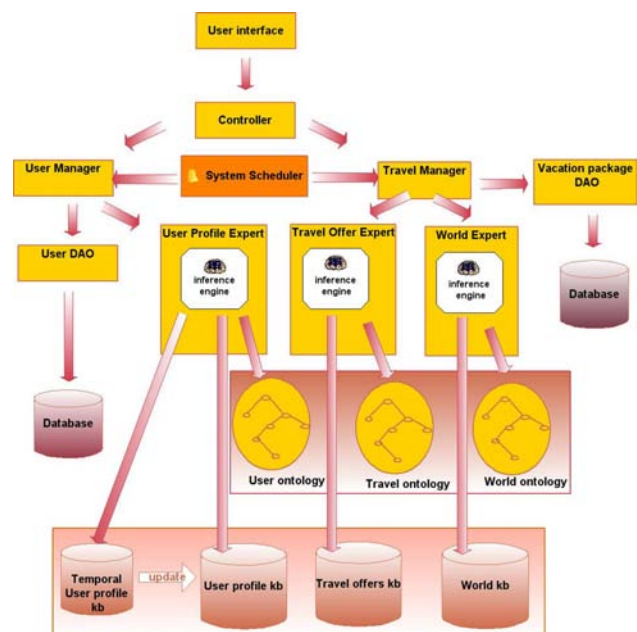 User interface
Controller
User Manager
System Scheduler
Travel Manager
Vacation package
DAO
User DAO
User Profile Expert
inference
engine
Travel Offer Expert
inference
engine
World Expert
inference
engine
Database
Database
User ontology
Travel ontology
World ontology
Temporal
User profile
kb
update
User profile kb
Travel offers kb
World kb